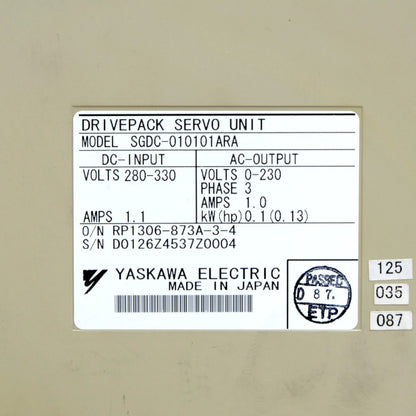 DRIVEPACK SERVO UNIT
MODEL SGDC-010101ARA
DC-INPUT AC-OUTPUT
VOLTS 280-330 VOLTS 0-230
PHASE 3
AMPS 1.0
AMPS 1.1 kW(hp)0.1(0.13)
O/N RP1306-873A-3-4
S/N D0126Z4537Z0004
YASKAWA ELECTRIC
MADE IN JAPAN
PASSED
D 87.
ETP
125
035
087